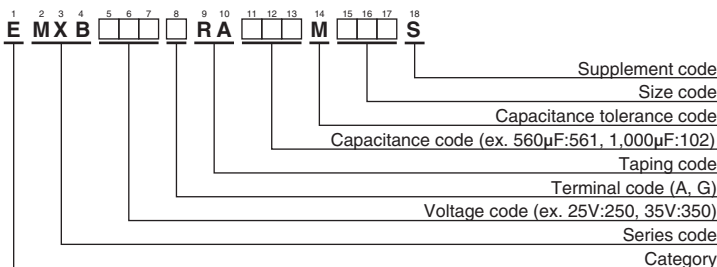 1 2 3 4 5 6 7 8 9 10 11 12 13 14 15 16 17 18
E MXB RA M S
Supplement code
Size code
Capacitance tolerance code
Capacitance code (ex. 560μF:561, 1,000μF:102)
Taping code
Terminal code (A, G)
Voltage code (ex. 25V:250, 35V:350)
Series code
Category